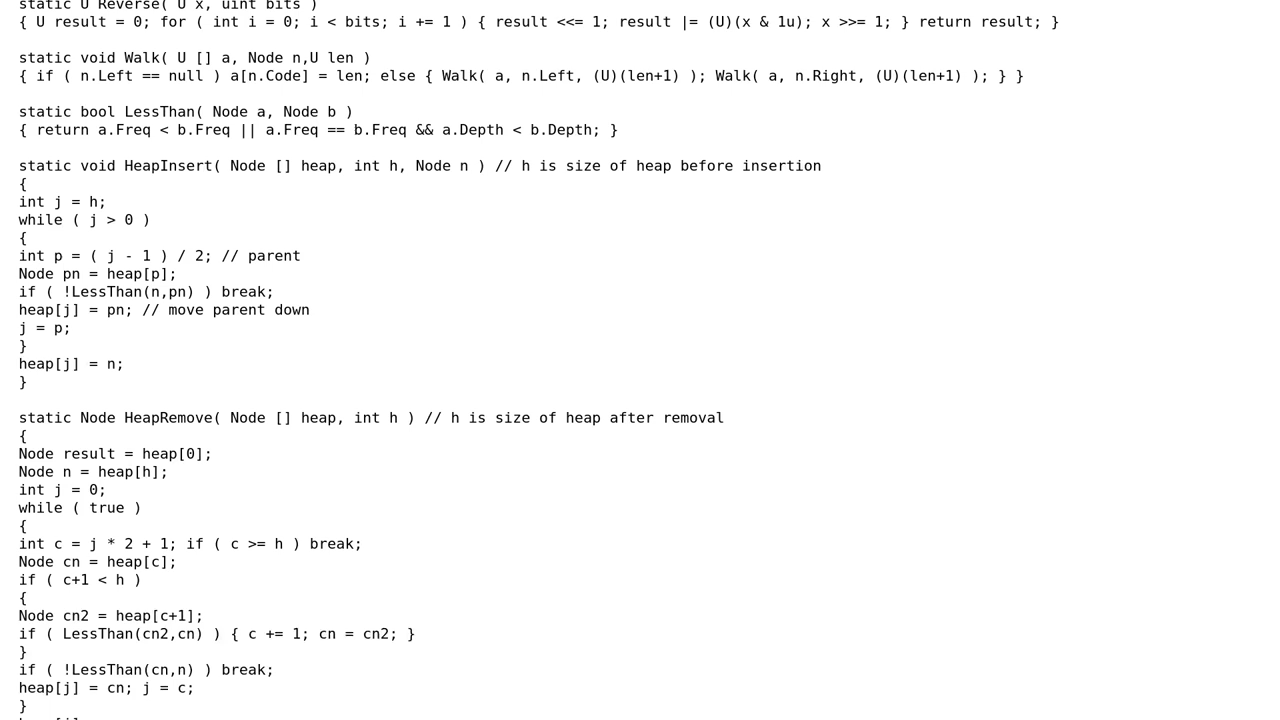 static U Reverse( U x, uint bits )
{ U result = 0; for ( int i = 0; i < bits; i += 1 ) { result <<= 1; result |= (U)(x & 1u); x >>= 1; } return result; }
static void Walk( U [] a, Node n,U len )
{ if ( n.Left == null ) a[n.Code] = len; else { Walk( a, n.Left, (U)(len+1) ); Walk( a, n.Right, (U)(len+1) ); } }
static bool LessThan( Node a, Node b )
{ return a.Freq < b.Freq || a.Freq == b.Freq && a.Depth < b.Depth; }
static void HeapInsert( Node [] heap, int h, Node n ) // h is size of heap before insertion
{
int j = h;
while ( j > 0 )
{
int p = ( j - 1 ) / 2; // parent
Node pn = heap[p];
if ( !LessThan(n,pn) ) break;
heap[j] = pn; // move parent down
j = p;
}
heap[j] = n;
}
static Node HeapRemove( Node [] heap, int h ) // h is size of heap after removal
{
Node result = heap[0];
Node n = heap[h];
int j = 0;
while ( true )
{
int c = j * 2 + 1; if ( c >= h ) break;
Node cn = heap[c];
if ( c+1 < h )
{
Node cn2 = heap[c+1];
if ( LessThan(cn2,cn) ) { c += 1; cn = cn2; }
}
if ( !LessThan(cn,n) ) break;
heap[j] = cn; j = c;
}